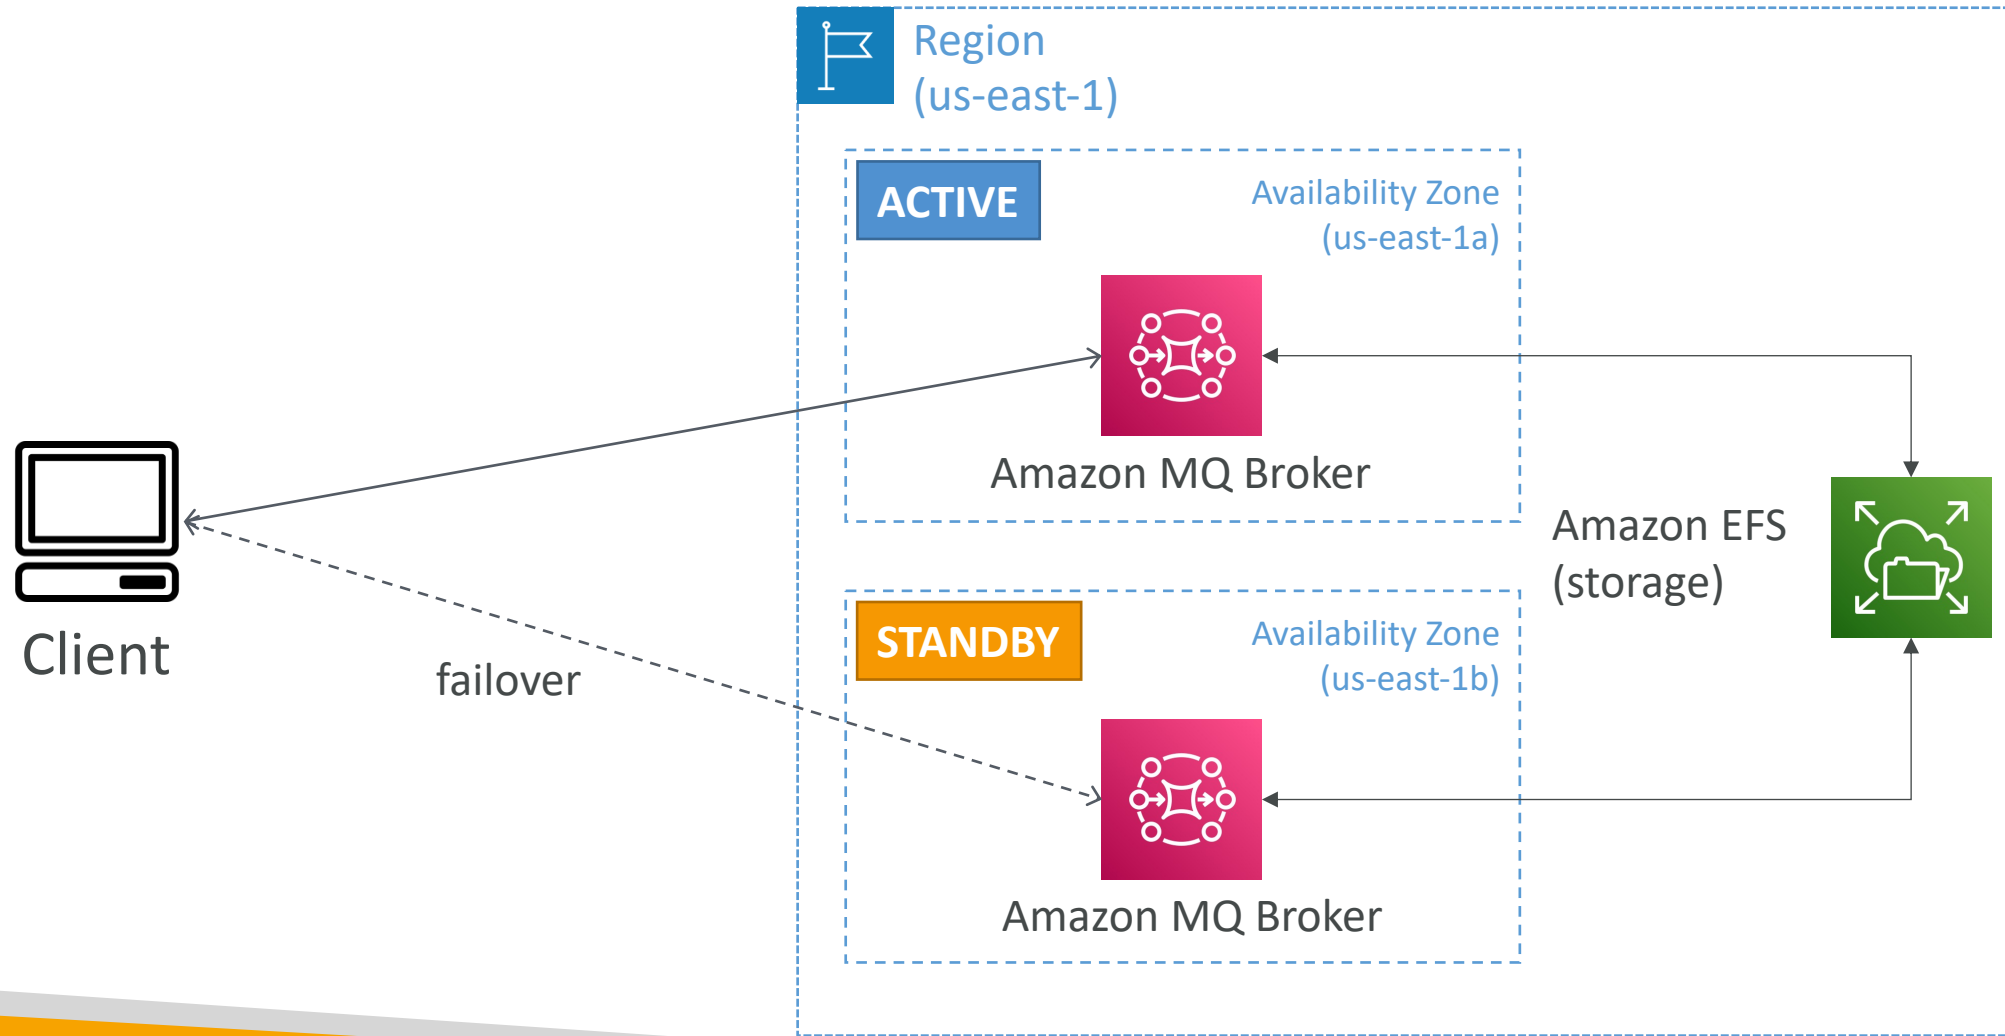 Region
(us-east-1)
ACTIVE
Availability Zone
(us-east-1a)
Amazon MQ Broker
Amazon EFS
(storage)
Client
failover
STANDBY
Availability Zone
(us-east-1b)
Amazon MQ Broker